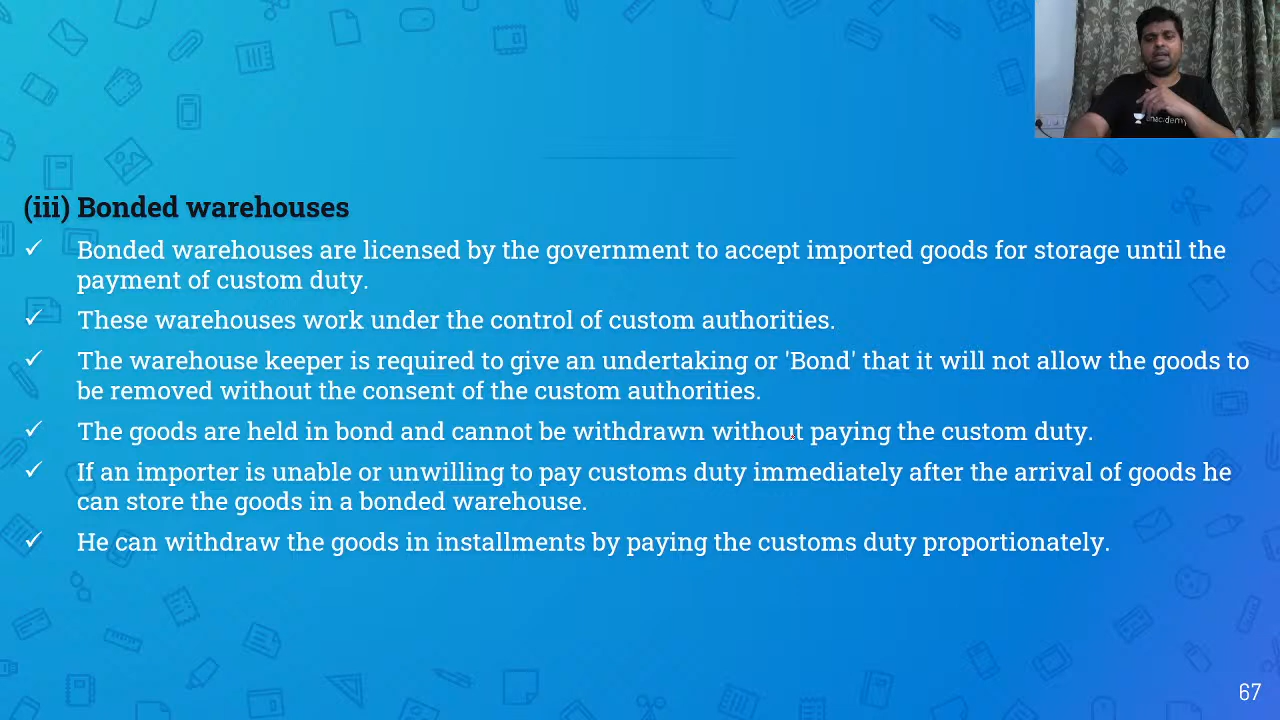 unacademy
(iii) Bonded warehouses
✓ Bonded warehouses are licensed by the government to accept imported goods for storage until the
payment of custom duty.
✓ These warehouses work under the control of custom authorities.
✓ The warehouse keeper is required to give an undertaking or 'Bond' that it will not allow the goods to
be removed without the consent of the custom authorities.
✓ The goods are held in bond and cannot be withdrawn without paying the custom duty.
✓ If an importer is unable or unwilling to pay customs duty immediately after the arrival of goods he
can store the goods in a bonded warehouse.
✓ He can withdraw the goods in installments by paying the customs duty proportionately.
67